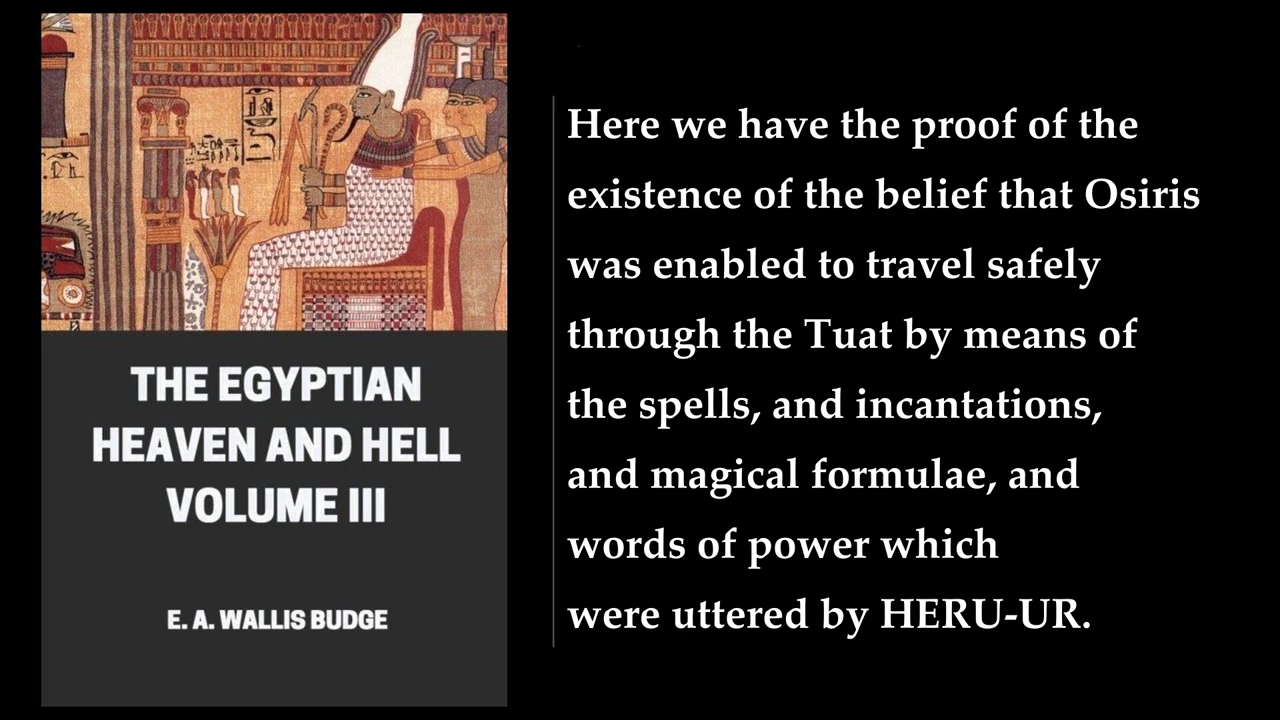 THE EGYPTIAN
HEAVEN AND HELL
VOLUME III
E. A. WALLIS BUDGE
Here we have the proof of the
existence of the belief that Osiris
was enabled to travel safely
through the Tuat by means of
the spells, and incantations,
and magical formulae, and
words of power which
were uttered by HERU-UR.